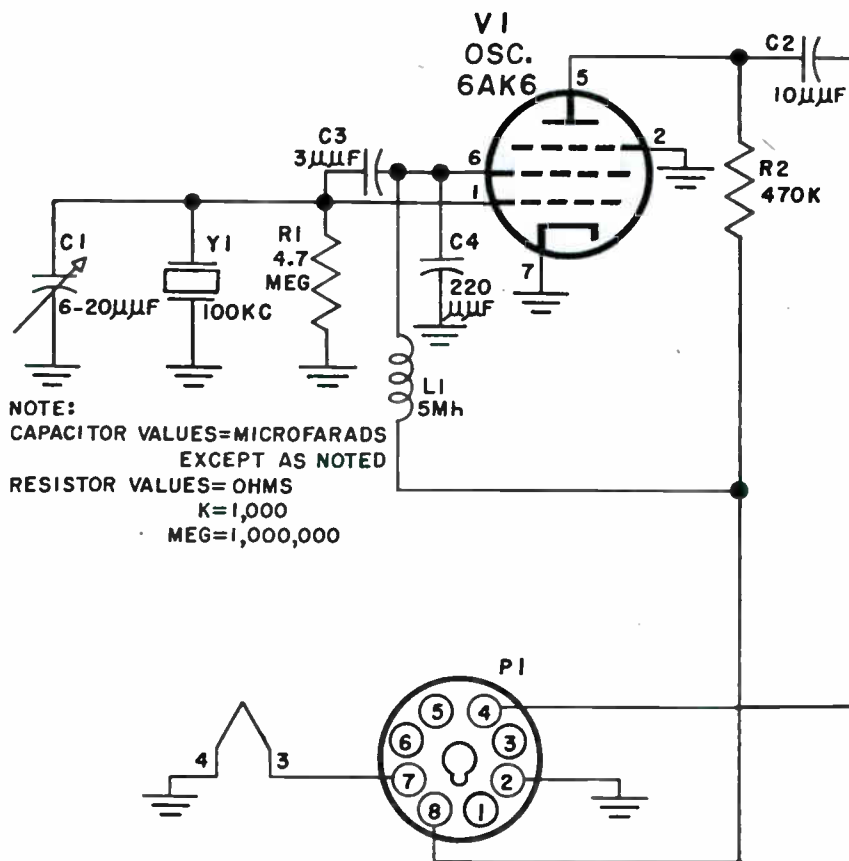 V1
OSC.
6AK6
5
C2
10µµF
2
C3
3µµF
6
1
R2
470K
C1
6-20µµF
Y1
100KC
R1
4.7
MEG
C4
220
µµF
7
L1
5Mh
NOTE:
CAPACITOR VALUES=MICROFARADS
EXCEPT AS NOTED
RESISTOR VALUES=OHMS
K=1,000
MEG=1,000,000
P1
5
4
6
3
4
3
7
2
8
1